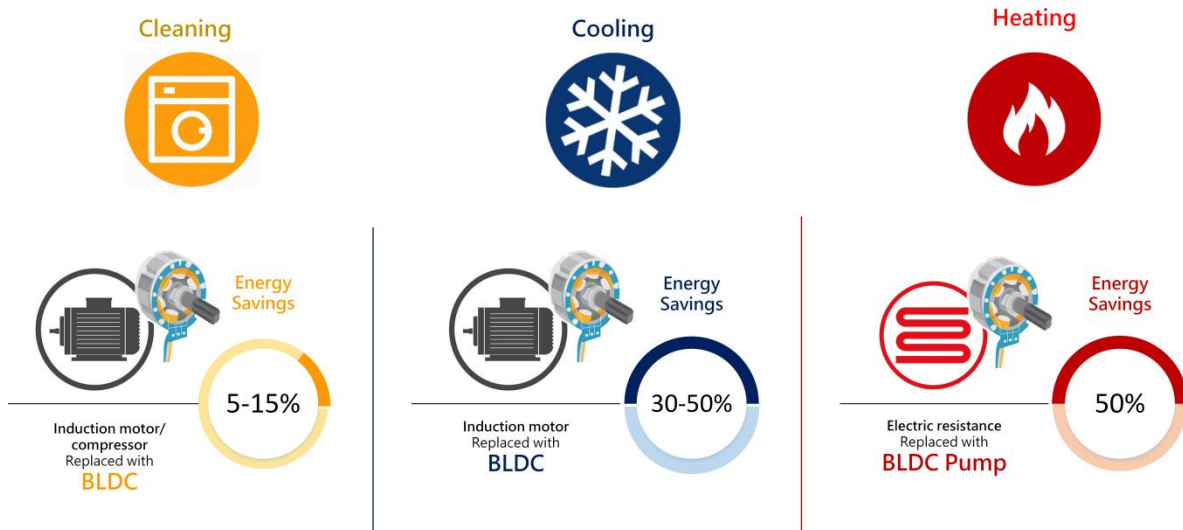 Cleaning
Energy
Savings
5-15%
Induction motor/
compressor
Replaced with
BLDC
Cooling
Energy
Savings
30-50%
Induction motor
Replaced with
BLDC
Heating
Energy
Savings
50%
Electric resistance
Replaced with
BLDC Pump